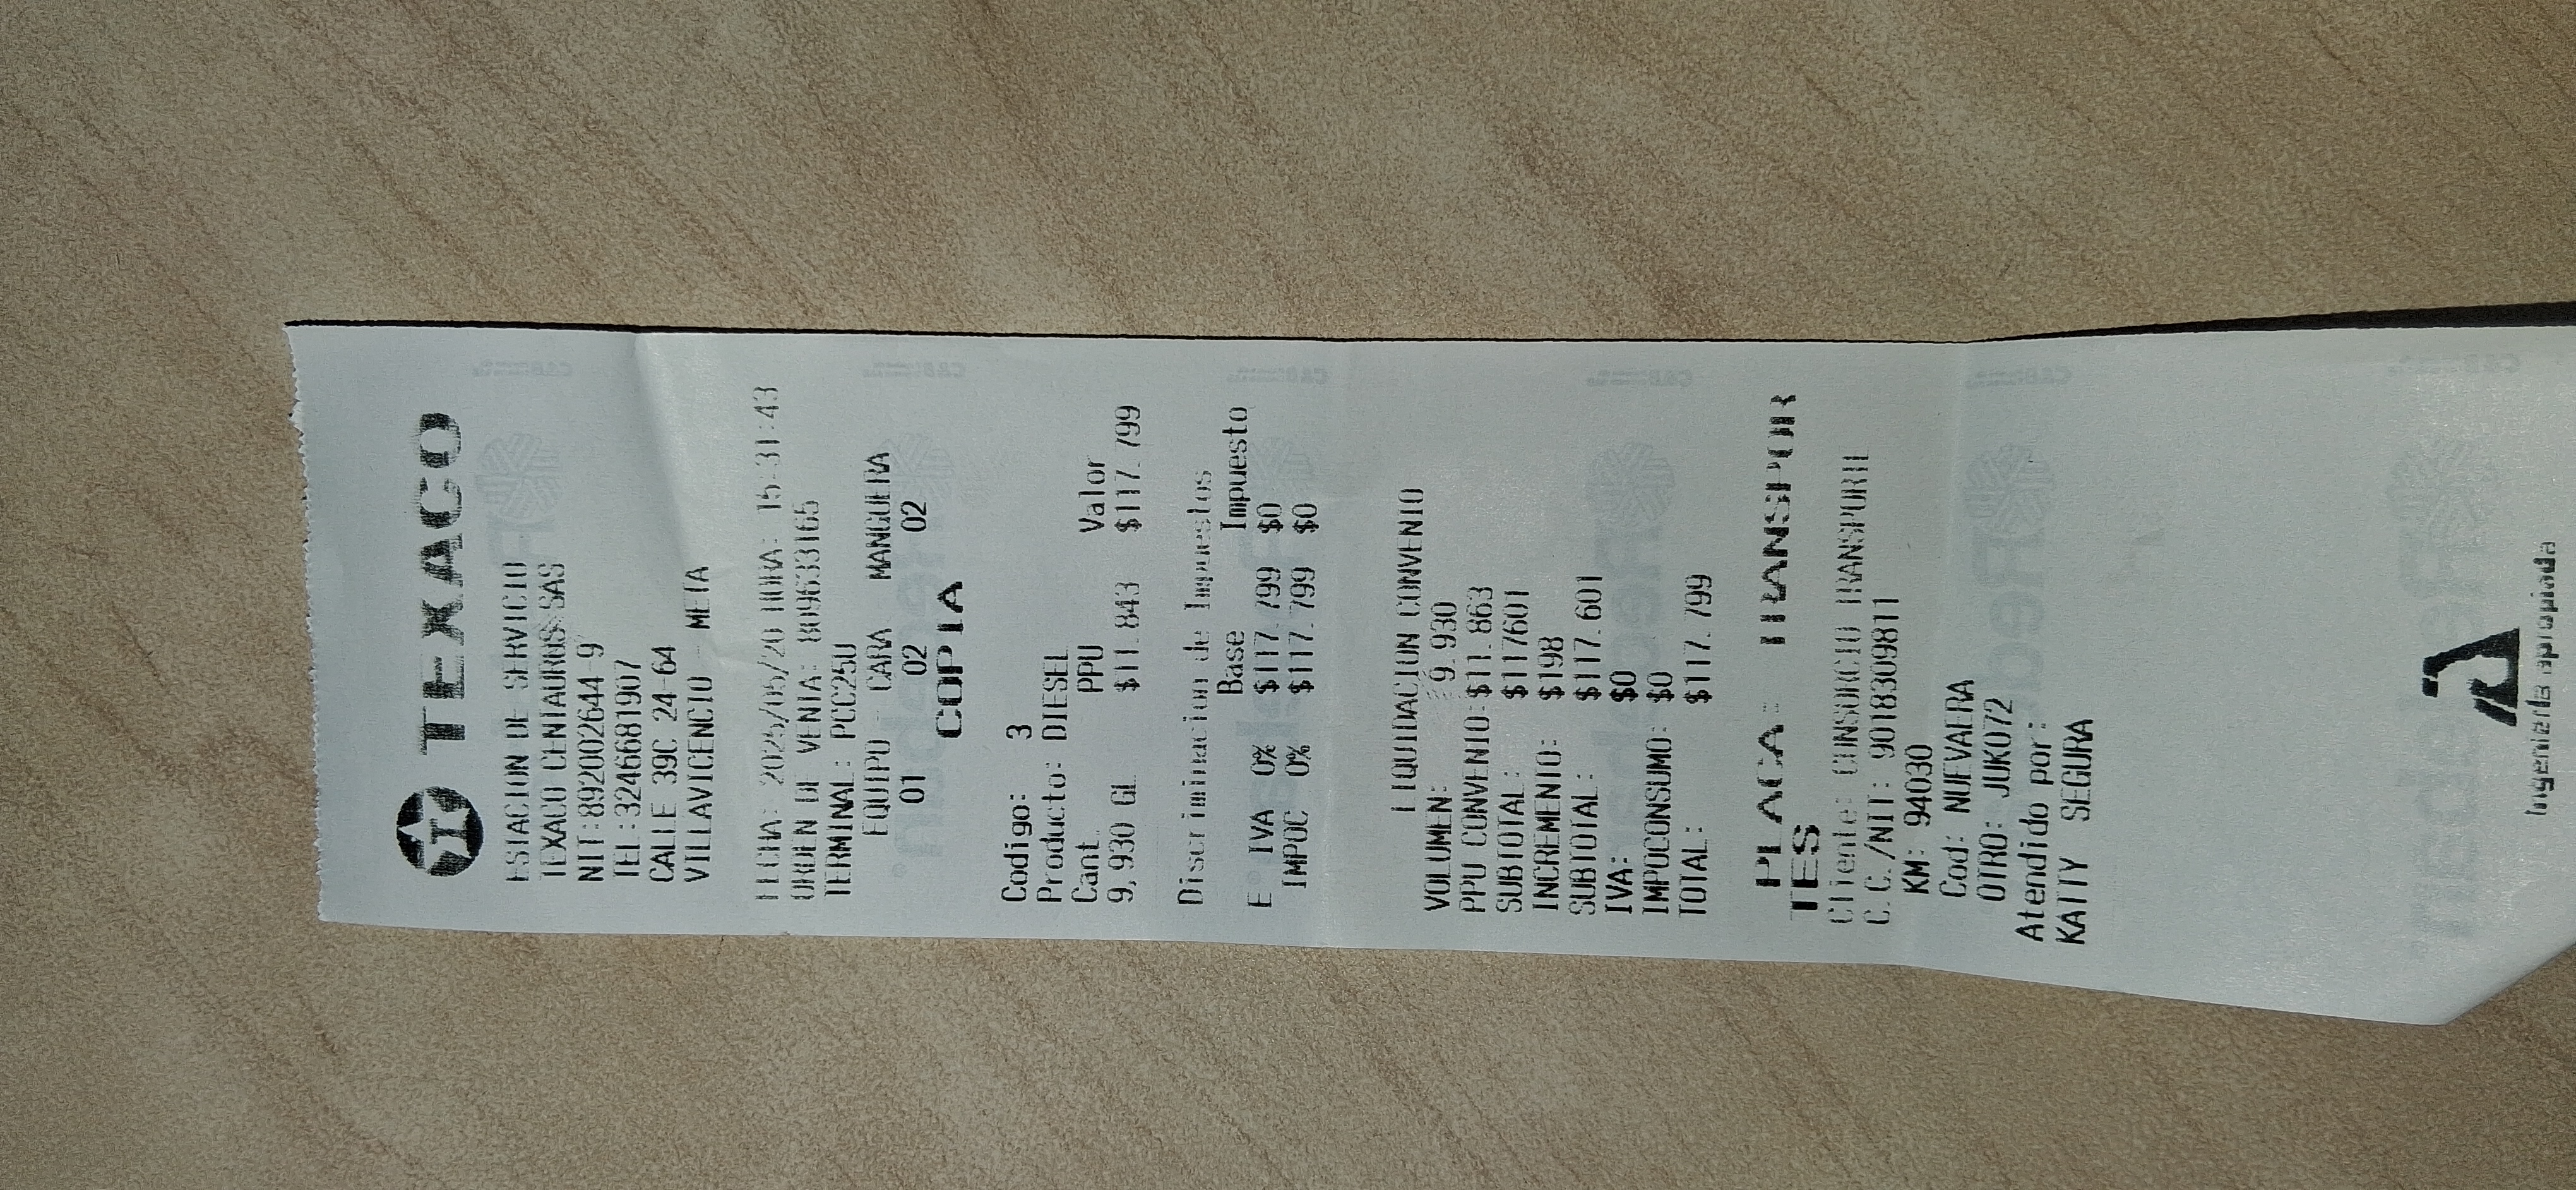 TEXACO
ESTACION DE SERVICIO
TEXACO CENTAUROS SAS
NIT:892002644-9
TEL:3246681907
CALLE 39C 24-64
VILLAVICENCIO - META
FECHA: 2025/05/20 HORA: 15:31:43
ORDEN DE VENTA: 8096333165
TERMINAL: PCC25U
EQUIPO - CARA MANGUERA
01 02 02
COPIA
Codigo: 3
Producto: DIESEL
Cant. PPU Valor
9,930 GL $11.843 $117.799
Discriminacion de Impuestos
Base Impuesto
E IVA 0% $117.799 $0
IMPOC 0% $117.799 $0
LIQUIDACION CONVENIO
VOLUMEN: 9.930
PPU CONVENIO:$11.863
SUBTOTAL: $117601
INCREMENTO: $198
SUBTOTAL: $117.601
IVA: $0
IMPOCONSUMO: $0
TOTAL: $117.799
PLACA: TRANSPOR
TES
Cliente: CONSORCIO TRANSPORTE
C.C./NIT: 9018309811
KM: 94030
Cod: NUEVAERA
OTRO: JUK072
Atendido por:
KATTY SEGURA
Ingeniería apropiada